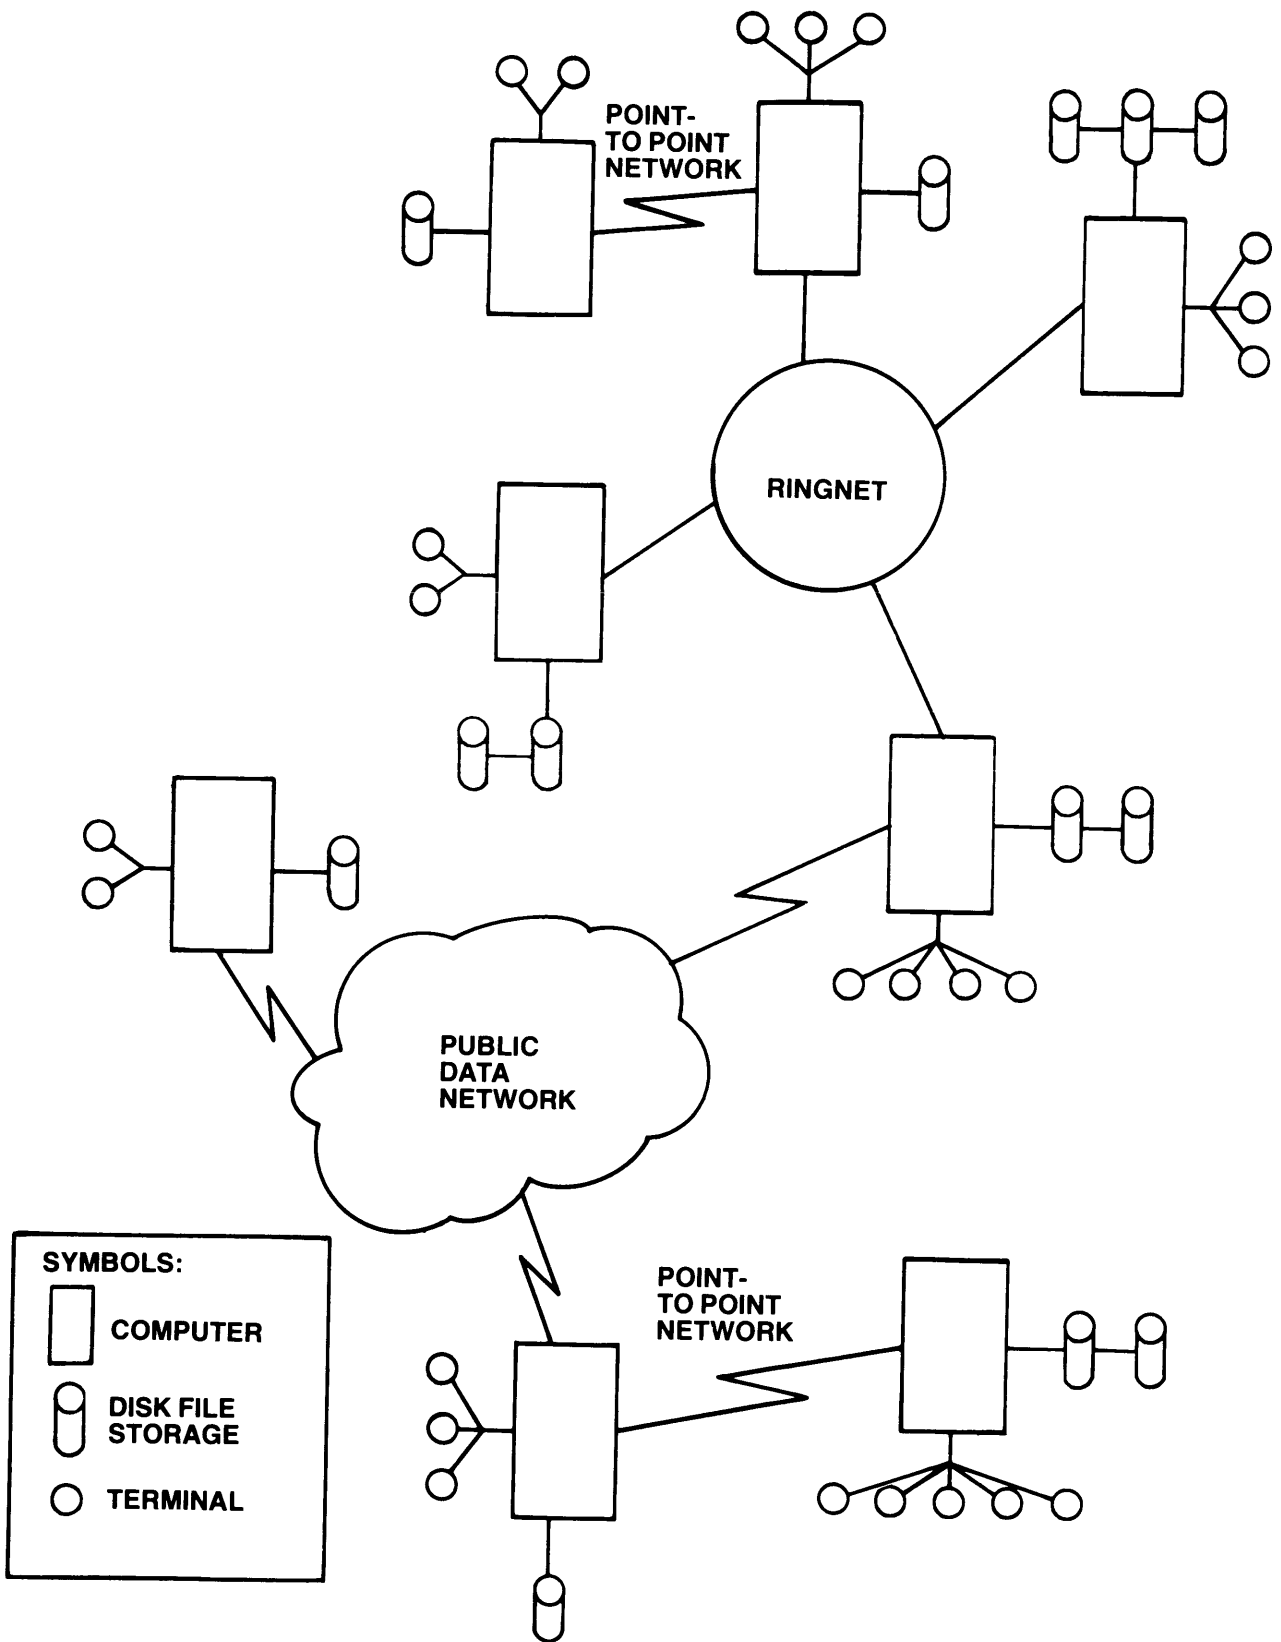 POINT-
TO POINT
NETWORK
RINGNET
PUBLIC
DATA
NETWORK
SYMBOLS:
COMPUTER
DISK FILE
STORAGE
TERMINAL
POINT-
TO POINT
NETWORK